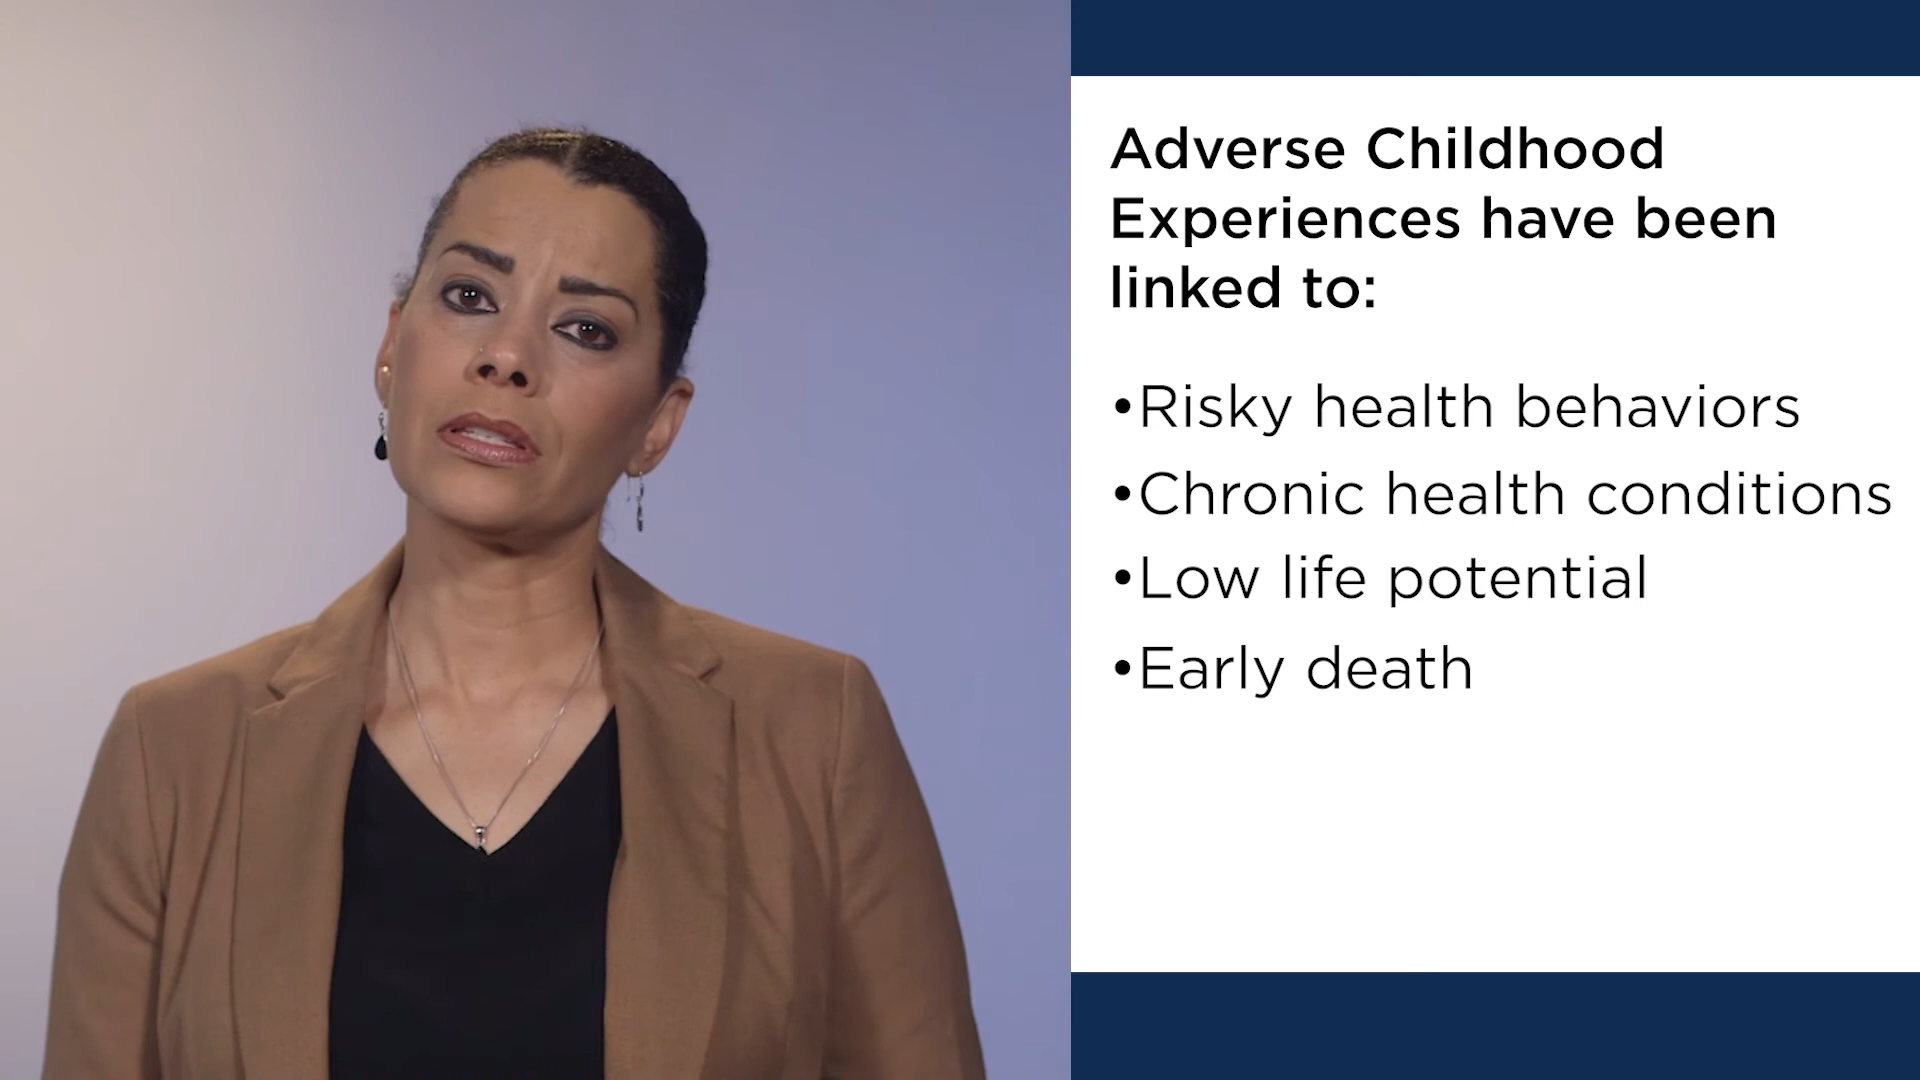 Adverse Childhood
Experiences have been
linked to:
•Risky health behaviors
•Chronic health conditions
•Low life potential
•Early death